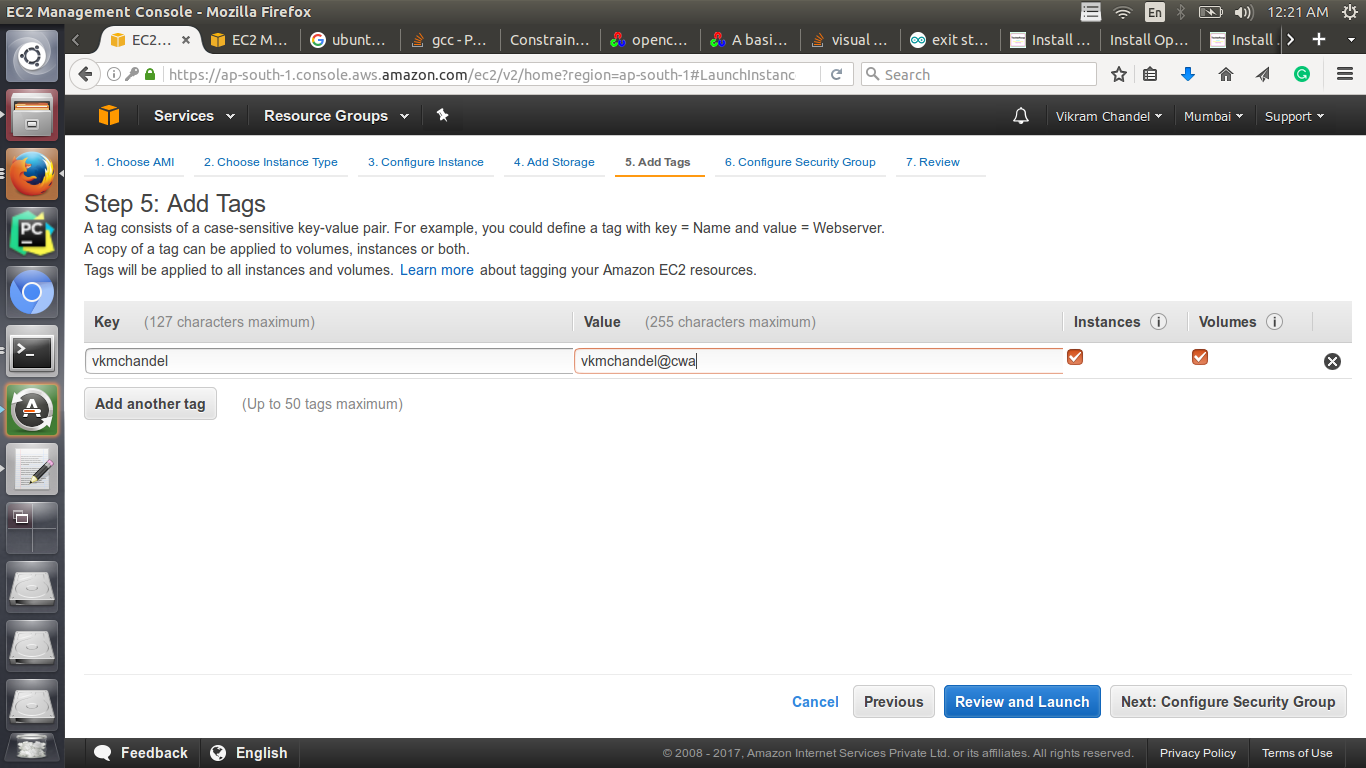 EC2 Management Console - Mozilla Firefox
En
12:21 AM
EC2...
EC2 M...
ubunt...
gcc - P...
Constrain...
openc...
A basi...
visual ...
exit st...
Install ...
Install Op...
Install .
https://ap-south-1.console.aws.amazon.com/ec2/v2/home?region=ap-south-1#LaunchInstanc
Search
Services
Resource Groups
Vikram Chandel
Mumbai
Support
1. Choose AMI
2. Choose Instance Type
3. Configure Instance
4. Add Storage
5. Add Tags
6. Configure Security Group
7. Review
Step 5: Add Tags
A tag consists of a case-sensitive key-value pair. For example, you could define a tag with key = Name and value = Webserver.
A copy of a tag can be applied to volumes, instances or both.
Tags will be applied to all instances and volumes. Learn more about tagging your Amazon EC2 resources.
Key (127 characters maximum)
Value (255 characters maximum)
Instances
Volumes
vkmchandel
vkmchandel@cwa
Add another tag
(Up to 50 tags maximum)
Cancel
Previous
Review and Launch
Next: Configure Security Group
Feedback
English
© 2008 - 2017, Amazon Internet Services Private Ltd. or its affiliates. All rights reserved.
Privacy Policy
Terms of Use